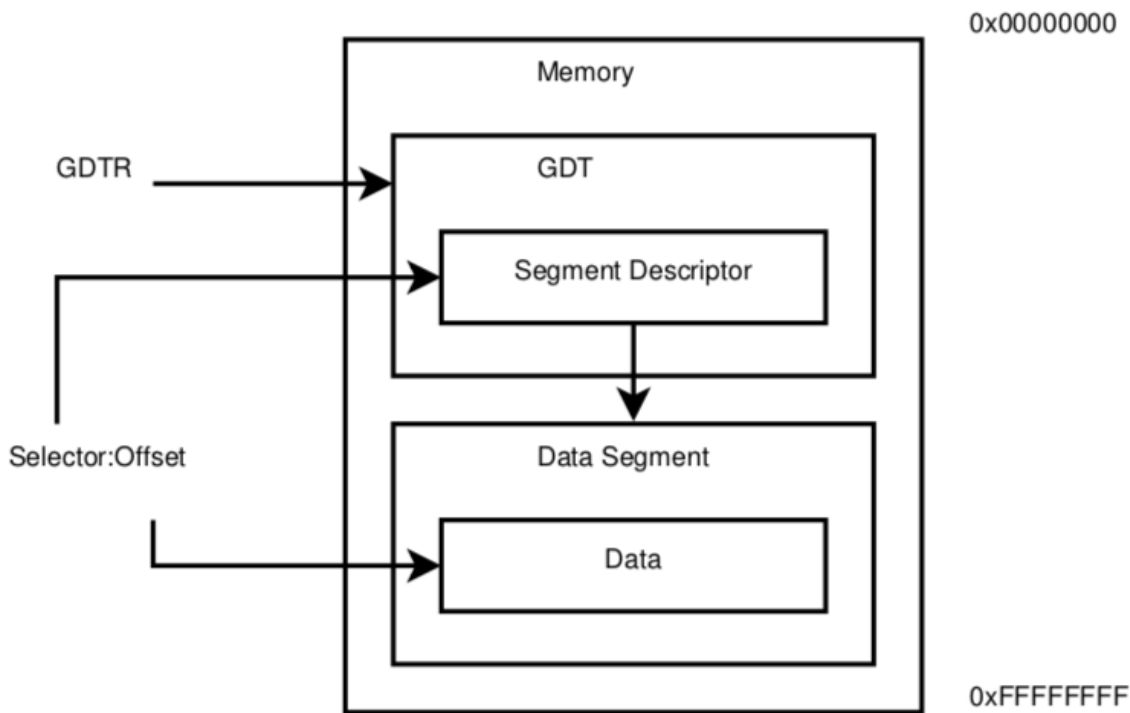 0x00000000
Memory
GDTR
GDT
Segment Descriptor
Selector:Offset
Data Segment
Data
0xFFFFFFFF